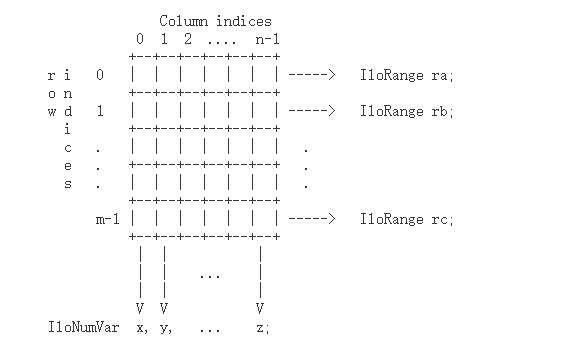 Column indices
0 1 2 .... n-1
+--+--+--+--+--+--+
r i 0 | | | | | | | -----> IloRange ra;
o n +--+--+--+--+--+--+
w d 1 | | | | | | | -----> IloRange rb;
i +--+--+--+--+--+--+
c . | | | | | | | .
e . +--+--+--+--+--+--+ .
s . | | | | | | | .
+--+--+--+--+--+--+
m-1 | | | | | | | -----> IloRange rc;
+--+--+--+--+--+--+
| | |
| | ... |
| | |
V V V
IloNumVar x, y, ... z;